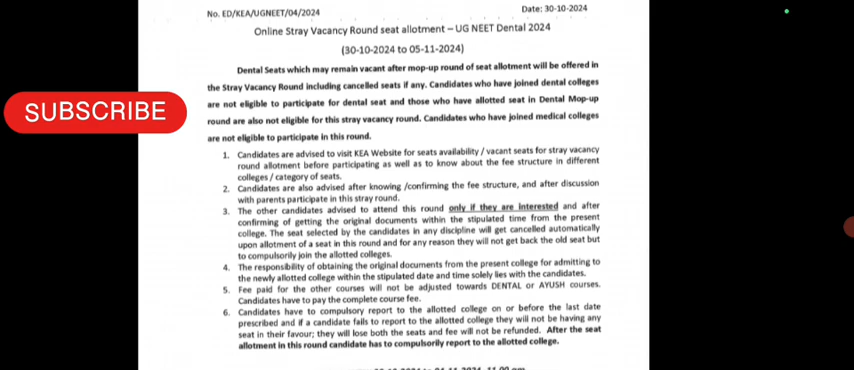 No. ED/KEA/UGNEET/04/2024
Date: 30-10-2024
Online Stray Vacancy Round seat allotment – UG NEET Dental 2024
(30-10-2024 to 05-11-2024)
Dental Seats which may remain vacant after mop-up round of seat allotment will be offered in
the Stray Vacancy Round including cancelled seats if any. Candidates who have joined dental colleges
are not eligible to participate for dental seat and those who have allotted seat in Dental Mop-up
round are also not eligible for this stray vacancy round. Candidates who have joined medical colleges
are not eligible to participate in this round.
SUBSCRIBE
1. Candidates are advised to visit KEA Website for seats availability / vacant seats for stray vacancy
round allotment before participating as well as to know about the fee structure in different
colleges / category of seats.
2. Candidates are also advised after knowing /confirming the fee structure, and after discussion
with parents participate in this stray round.
3. The other candidates advised to attend this round only if they are interested and after
confirming of getting the original documents within the stipulated time from the present
college. The seat selected by the candidates in any discipline will get cancelled automatically
upon allotment of a seat in this round and for any reason they will not get back the old seat but
to compulsorily join the allotted colleges.
4. The responsibility of obtaining the original documents from the present college for admitting to
the newly allotted college within the stipulated date and time solely lies with the candidates.
5. Fee paid for the other courses will not be adjusted towards DENTAL or AYUSH courses.
Candidates have to pay the complete course fee.
6. Candidates have to compulsory report to the allotted college on or before the last date
prescribed and if a candidate fails to report to the allotted college they will not be having any
seat in their favour; they will lose both the seats and fee will not be refunded. After the seat
allotment in this round candidate has to compulsorily report to the allotted college.